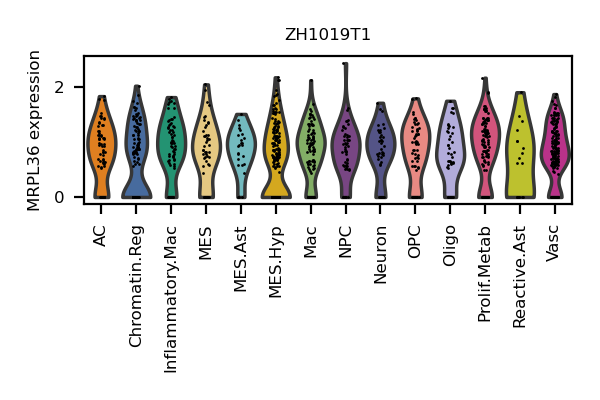 ZH1019T1
MRPL36 expression
2
0
AC
Chromatin.Reg
Inflammatory.Mac
MES
MES.Ast
MES.Hyp
Mac
NPC
Neuron
OPC
Oligo
Prolif.Metab
Reactive.Ast
Vasc